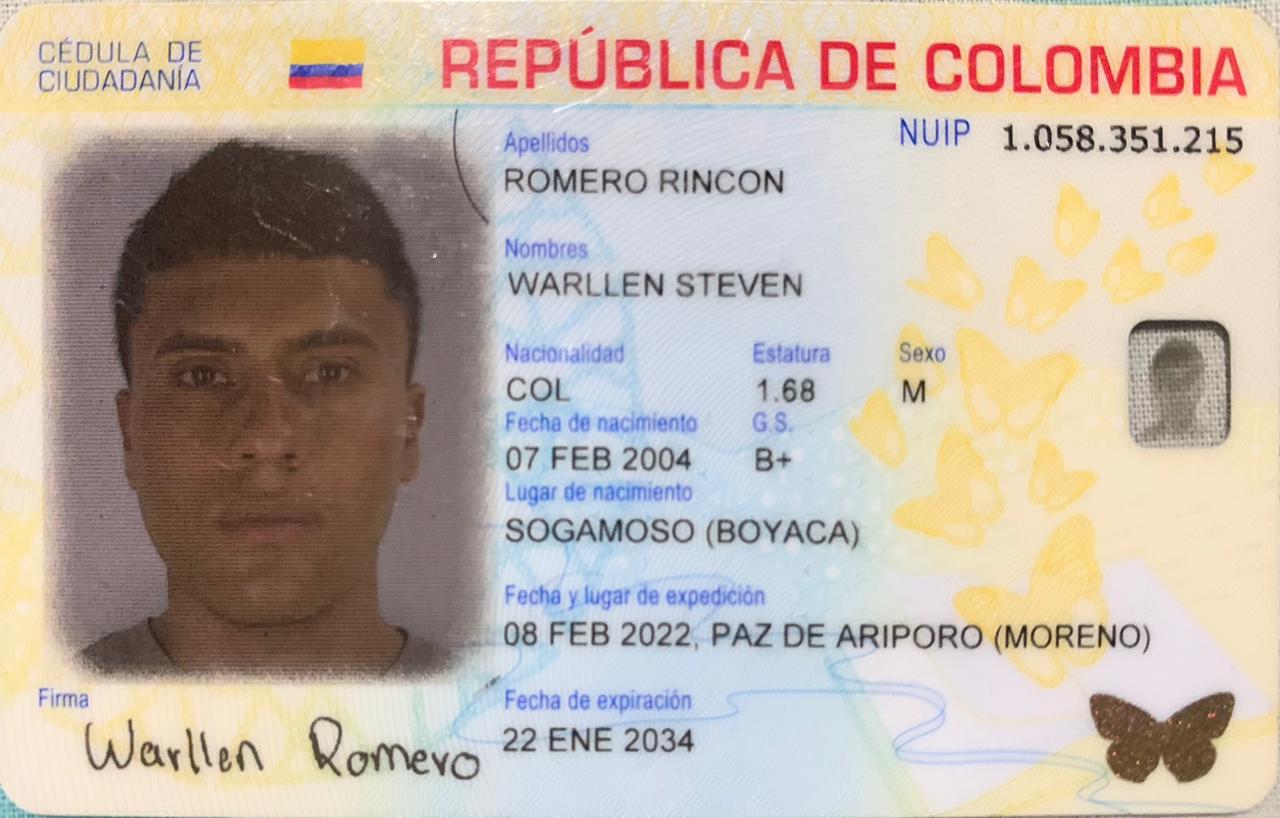 CÉDULA DE
CIUDADANÍA
REPÚBLICA DE COLOMBIA
NUIP 1.058.351.215
Apellidos
ROMERO RINCON
Nombres
WARLLEN STEVEN
Nacionalidad Estatura Sexo
COL 1.68 M
Fecha de nacimiento G.S.
07 FEB 2004 B+
Lugar de nacimiento
SOGAMOSO (BOYACA)
Fecha y lugar de expedición
08 FEB 2022, PAZ DE ARIPORO (MORENO)
Fecha de expiración
22 ENE 2034
Firma
Warllen Romero